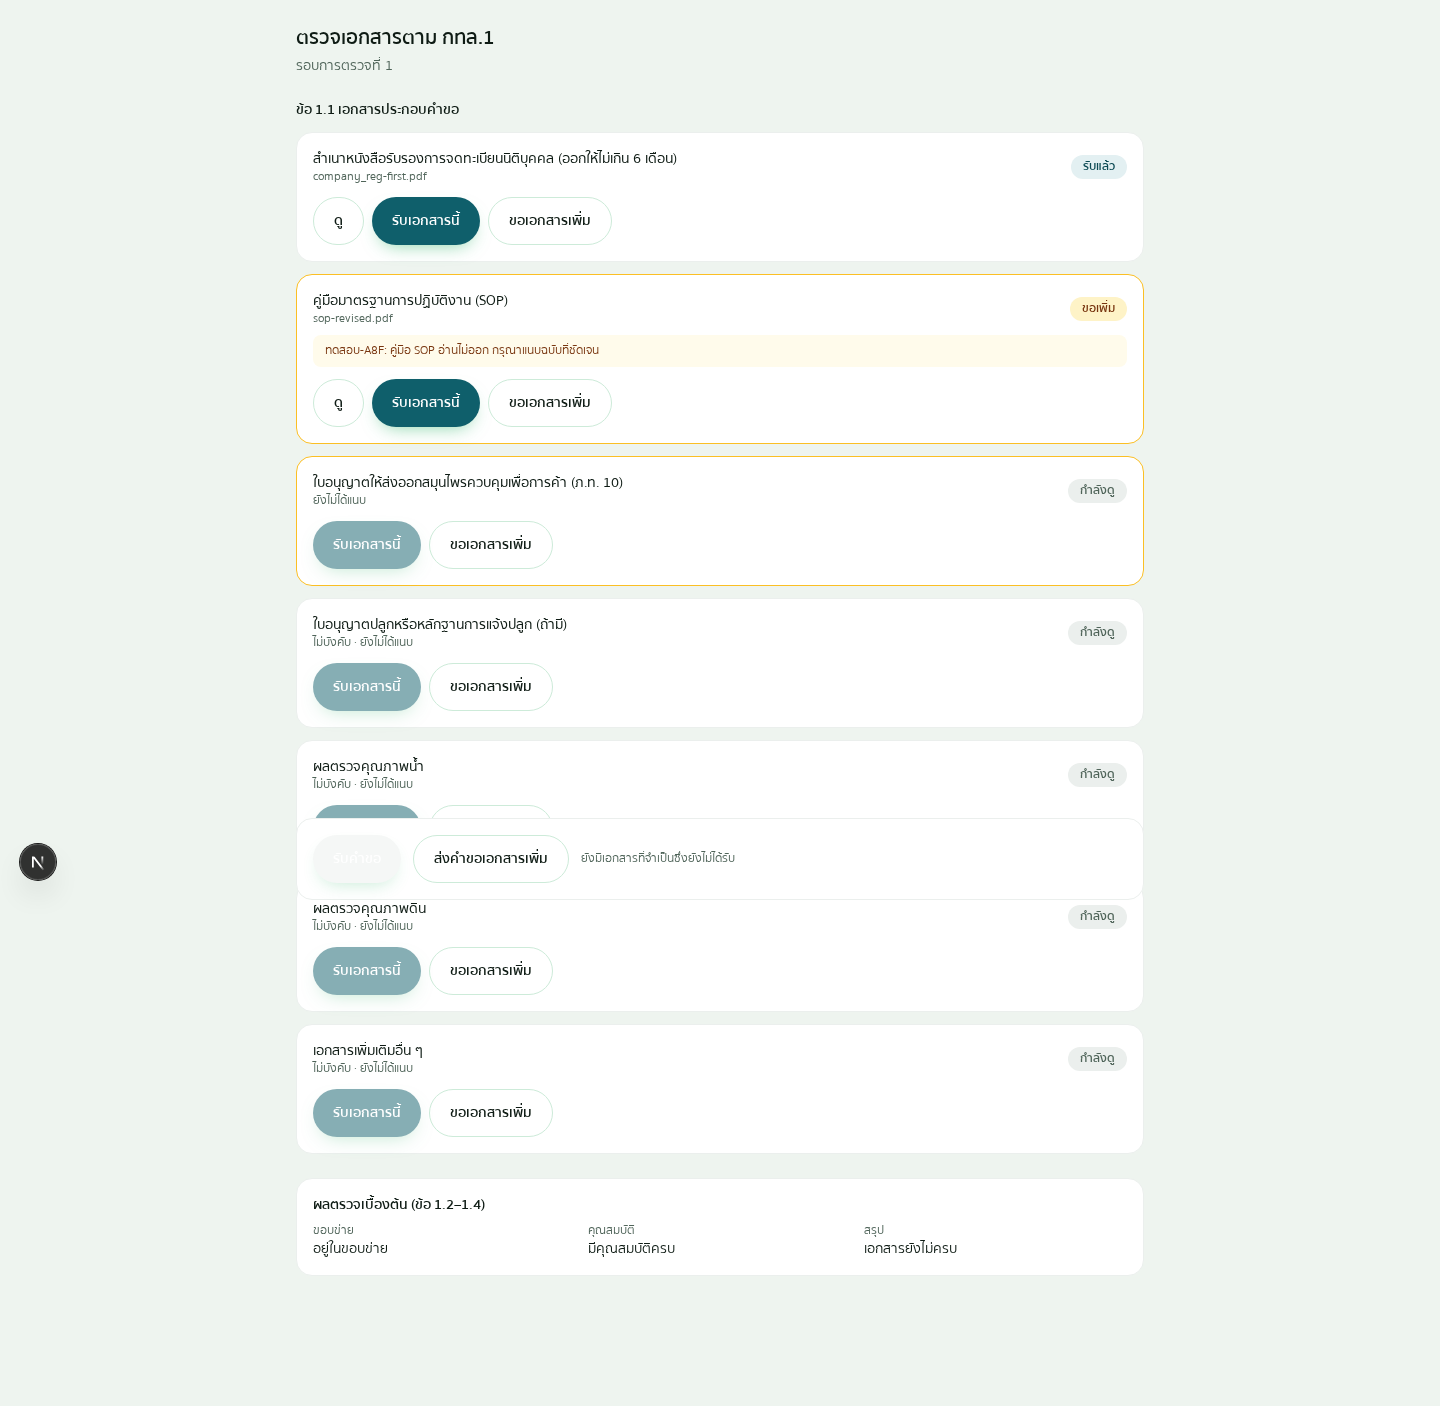 ตรวจเอกสารตาม กทล.1
รอบการตรวจที่ 1
ข้อ 1.1 เอกสารประกอบคำขอ
สำเนาหนังสือรับรองการจดทะเบียนนิติบุคคล (ออกให้ไม่เกิน 6 เดือน)
รับแล้ว
company_reg-first.pdf
ดู
รับเอกสารนี้
ขอเอกสารเพิ่ม
คู่มือมาตรฐานการปฏิบัติงาน (SOP)
ขอเพิ่ม
sop-revised.pdf
ทดสอบ-A8F: คู่มือ SOP อ่านไม่ออก กรุณาแนบฉบับที่ชัดเจน
ดู
รับเอกสารนี้
ขอเอกสารเพิ่ม
ใบอนุญาตให้ส่งออกสมุนไพรควบคุมเพื่อการค้า (ภ.ท. 10)
กำลังดู
ยังไม่ได้แนบ
รับเอกสารนี้
ขอเอกสารเพิ่ม
ใบอนุญาตปลูกหรือหลักฐานการแจ้งปลูก (ถ้ามี)
กำลังดู
ไม่บังคับ · ยังไม่ได้แนบ
รับเอกสารนี้
ขอเอกสารเพิ่ม
ผลตรวจคุณภาพน้ำ
กำลังดู
ไม่บังคับ · ยังไม่ได้แนบ
รับคำขอ
ส่งคำขอเอกสารเพิ่ม
ยังมีเอกสารที่จำเป็นซึ่งยังไม่ได้รับ
ผลตรวจคุณภาพดิน
กำลังดู
ไม่บังคับ · ยังไม่ได้แนบ
รับเอกสารนี้
ขอเอกสารเพิ่ม
เอกสารเพิ่มเติมอื่น ๆ
กำลังดู
ไม่บังคับ · ยังไม่ได้แนบ
รับเอกสารนี้
ขอเอกสารเพิ่ม
ผลตรวจเบื้องต้น (ข้อ 1.2–1.4)
ขอบข่าย
คุณสมบัติ
สรุป
อยู่ในขอบข่าย
มีคุณสมบัติครบ
เอกสารยังไม่ครบ